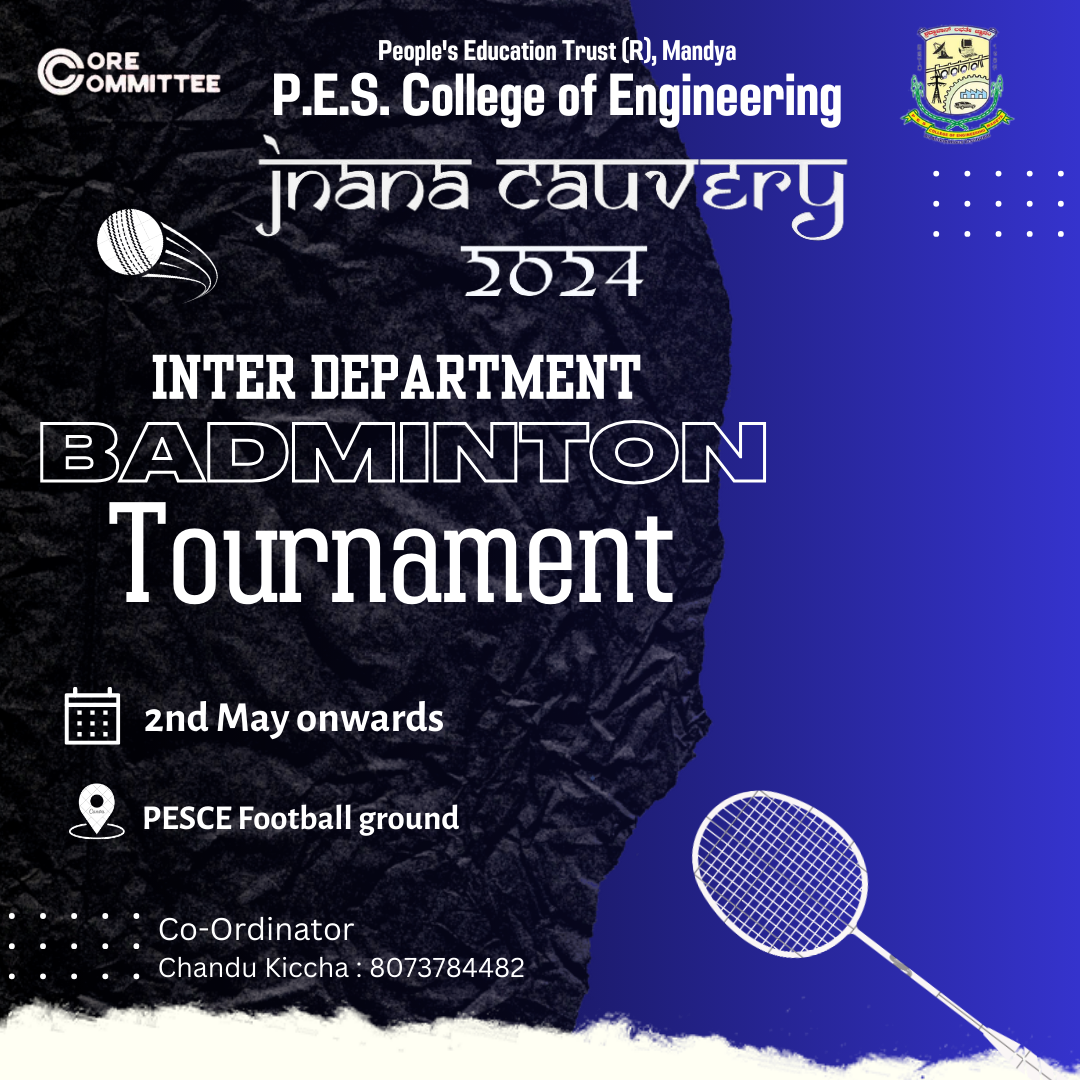 CORE
COMMITTEE
People's Education Trust (R), Mandya
P.E.S. College of Engineering
jnana cauvery
2024
INTER DEPARTMENT
BADMINTON
Tournament
2nd May onwards
PESCE Football ground
Co-Ordinator
Chandu Kiccha : 8073784482